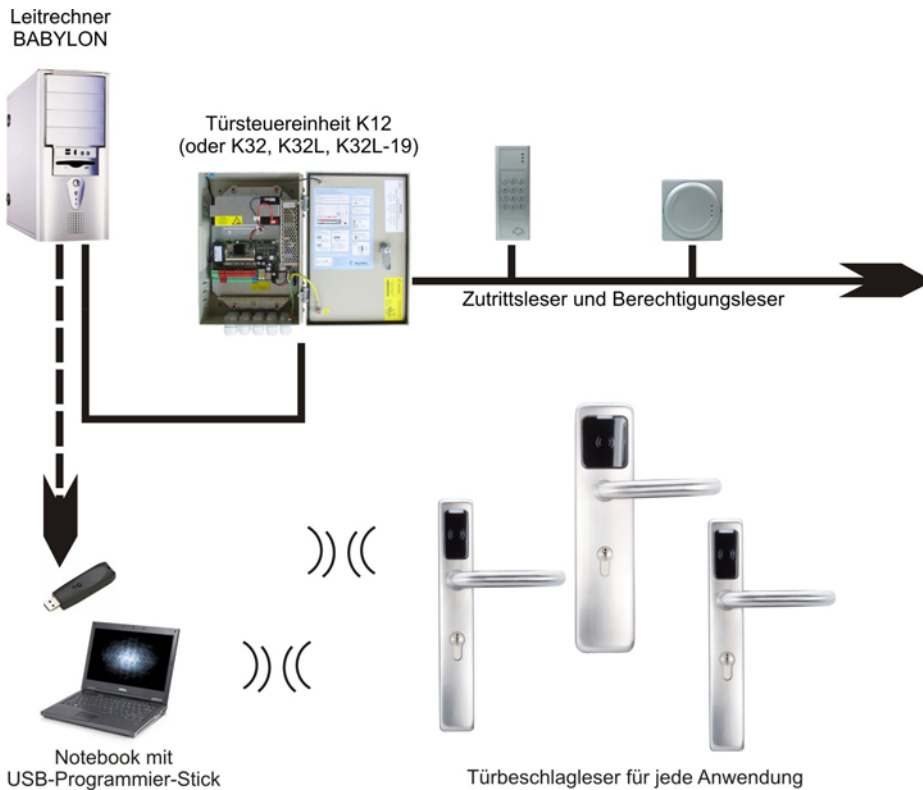 Leitrechner
BABYLON
Türsteuereinheit K12
(oder K32, K32L, K32L-19)
Zutrittsleser und Berechtigungsleser
Notebook mit
USB-Programmier-Stick
Türbeschlagleser für jede Anwendung